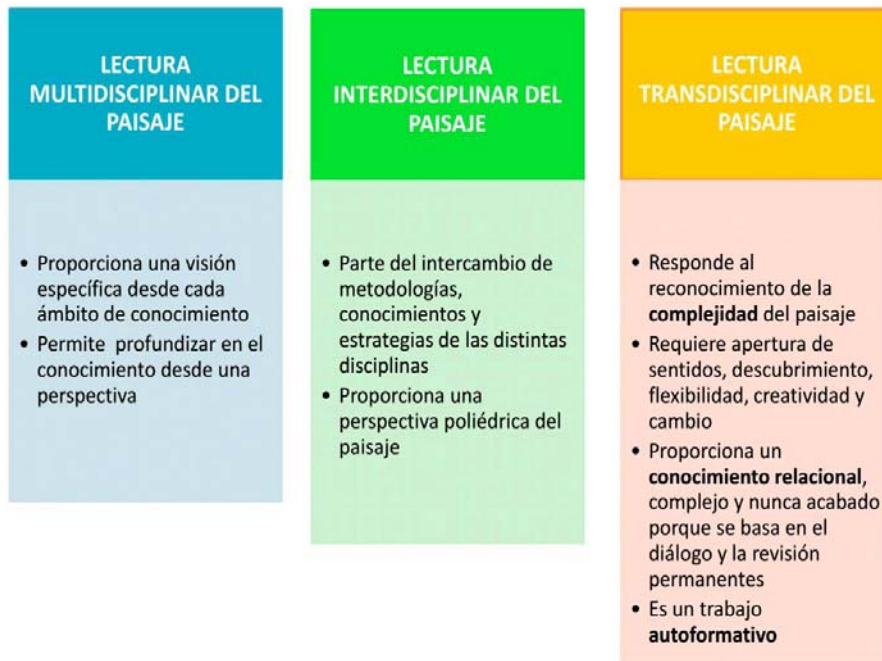 LECTURA
MULTIDISCIPLINAR DEL
PAISAJE
• Proporciona una visión
específica desde cada
ámbito de conocimiento
• Permite profundizar en el
conocimiento desde una
perspectiva
LECTURA
INTERDISCIPLINAR DEL
PAISAJE
• Parte del intercambio de
metodologías,
conocimientos y
estrategias de las distintas
disciplinas
• Proporciona una
perspectiva poliédrica del
paisaje
LECTURA
TRANSDISCIPLINAR DEL
PAISAJE
• Responde al
reconocimiento de la
complejidad del paisaje
• Requiere apertura de
sentidos, descubrimiento,
flexibilidad, creatividad y
cambio
• Proporciona un
conocimiento relacional,
complejo y nunca acabado
porque se basa en el
diálogo y la revisión
permanentes
• Es un trabajo
autoformativo